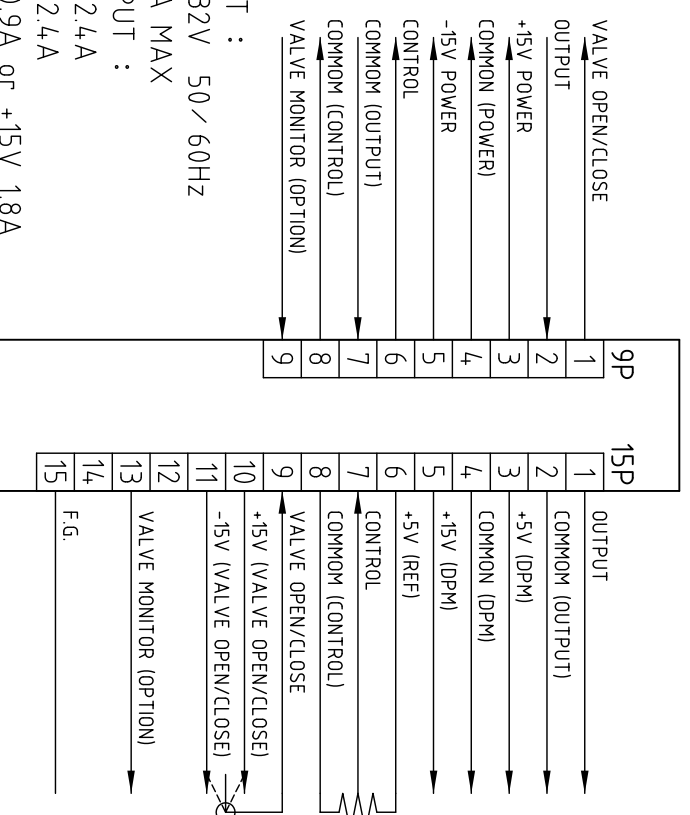 VALVE OPEN/CLOSE
OUTPUT
+15V POWER
COMMON (POWER)
-15V POWER
CONTROL
COMMOM (OUTPUT)
COMMOM (CONTROL)
VALVE MONITOR (OPTION)
9P
1
2
3
4
5
6
7
8
9
15P
1
2
3
4
5
6
7
8
9
10
11
12
13
14
15
OUTPUT
COMMOM (OUTPUT)
+5V (DPM)
COMMON (DPM)
+15V (DPM)
+5V (REF)
CONTROL
COMMOM (CONTROL)
VALVE OPEN/CLOSE
+15V (VALVE OPEN/CLOSE)
-15V (VALVE OPEN/CLOSE)
VALVE MONITOR (OPTION)
F.G.
T :
32V 50/60Hz
A MAX
PUT :
2.4A
2.4A
0.9A or +15V 1.8A